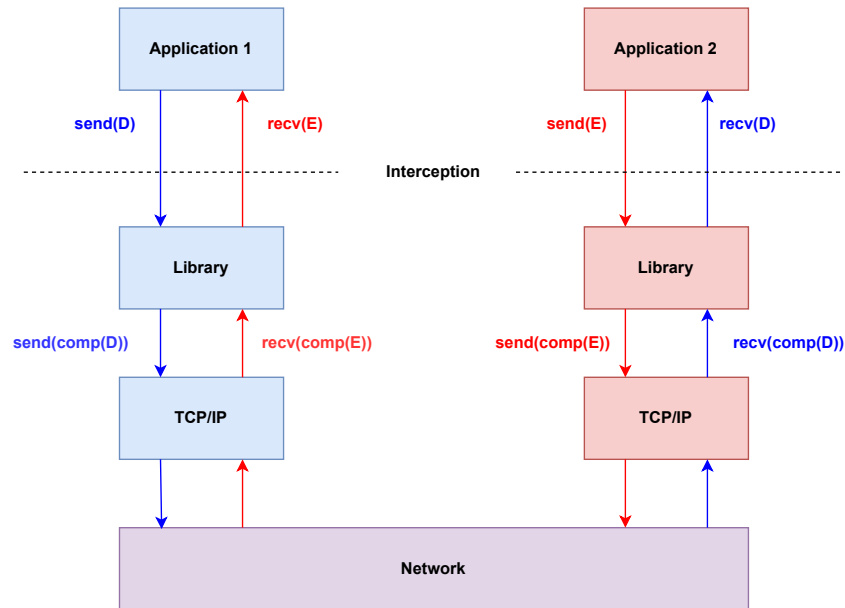 Application 1
Application 2
send(D)
recv(E)
send(E)
recv(D)
Interception
Library
Library
send(comp(D))
recv(comp(E))
send(comp(E))
recv(comp(D))
TCP/IP
TCP/IP
Network